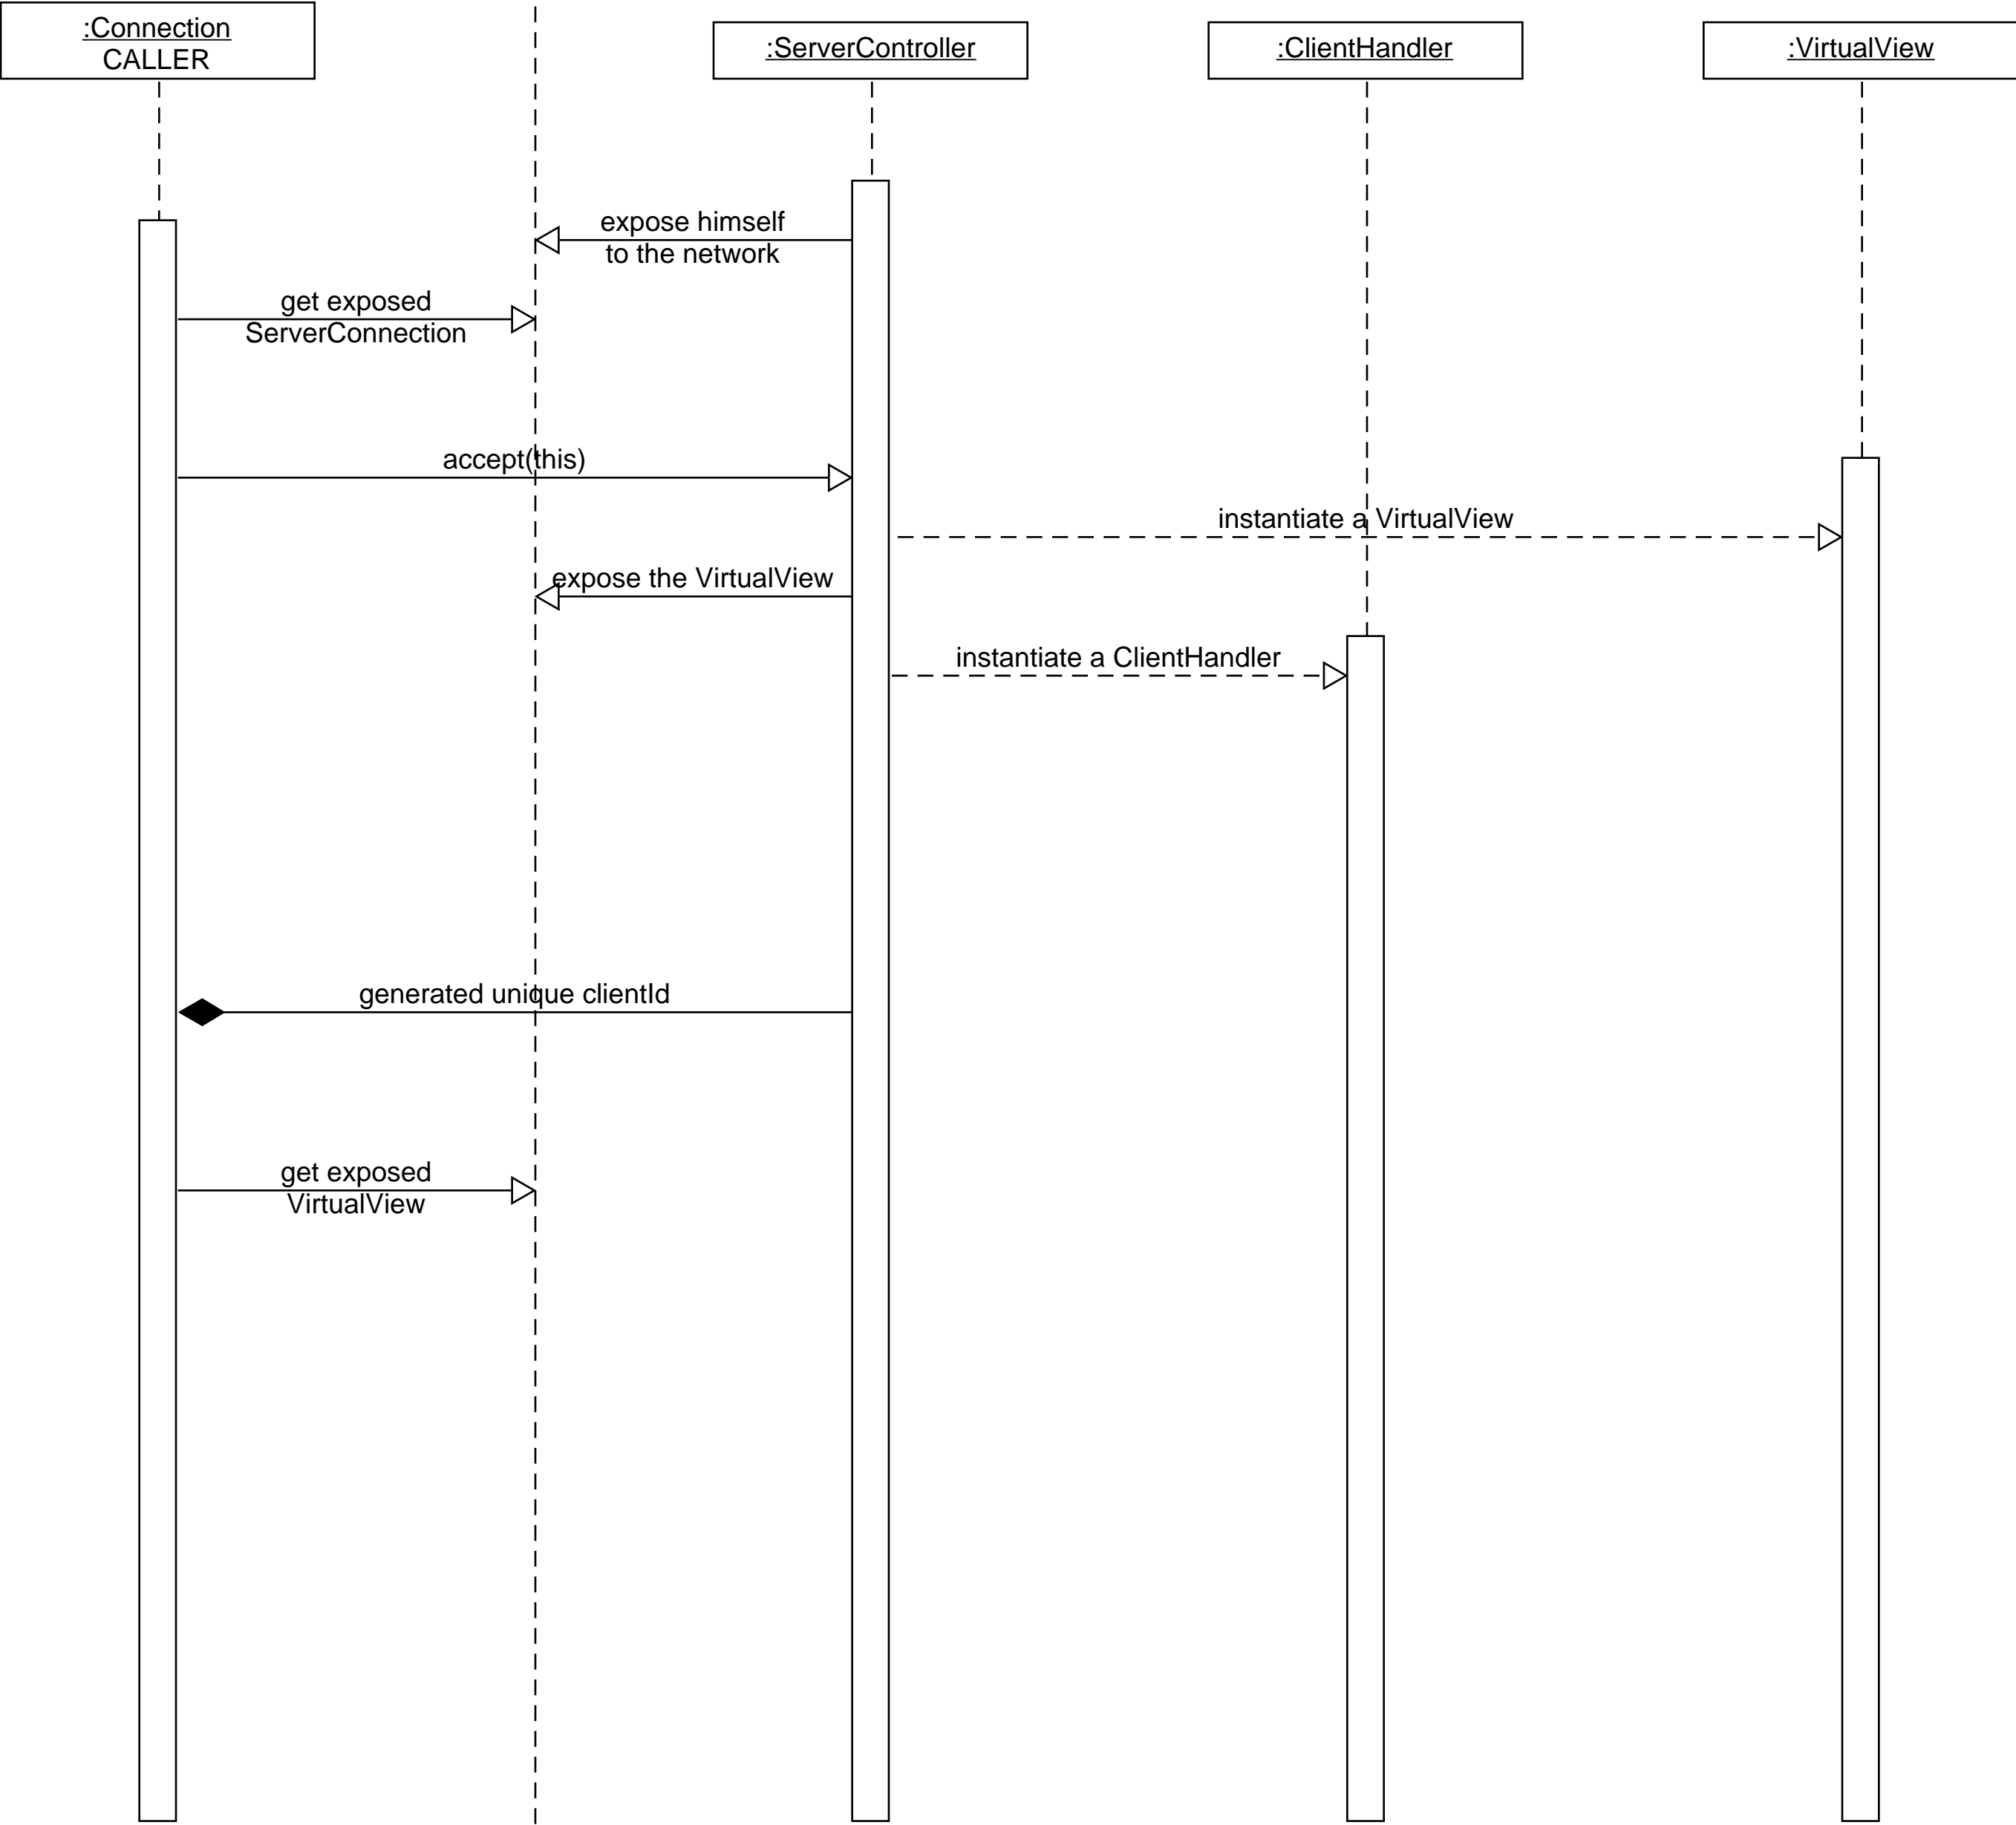 :Connection
CALLER
:ServerController
:ClientHandler
:VirtualView
expose himself
to the network
get exposed
ServerConnection
accept(this)
instantiate a VirtualView
expose the VirtualView
instantiate a ClientHandler
generated unique clientId
get exposed
VirtualView